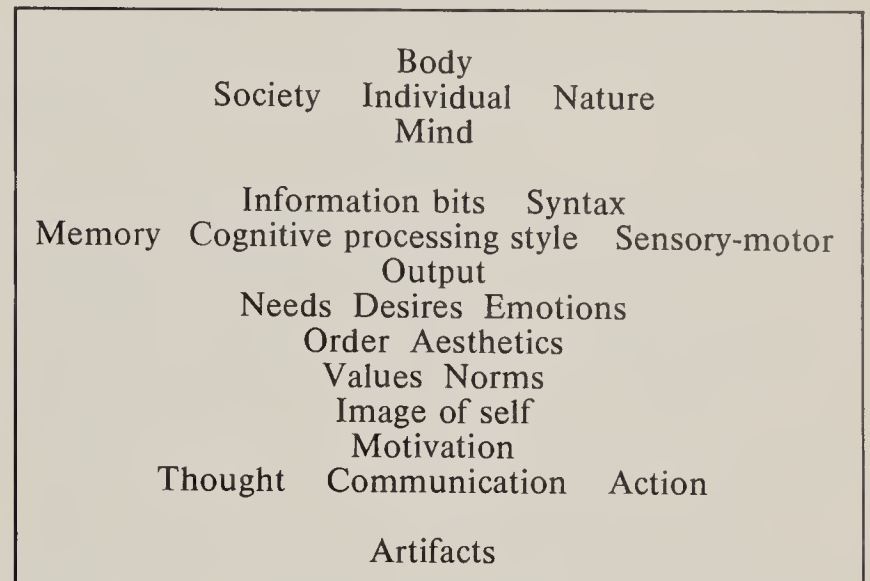 Body
Society Individual Nature
Mind
Information bits Syntax
Memory Cognitive processing style Sensory-motor
Output
Needs Desires Emotions
Order Aesthetics
Values Norms
Image of self
Motivation
Thought Communication Action
Artifacts